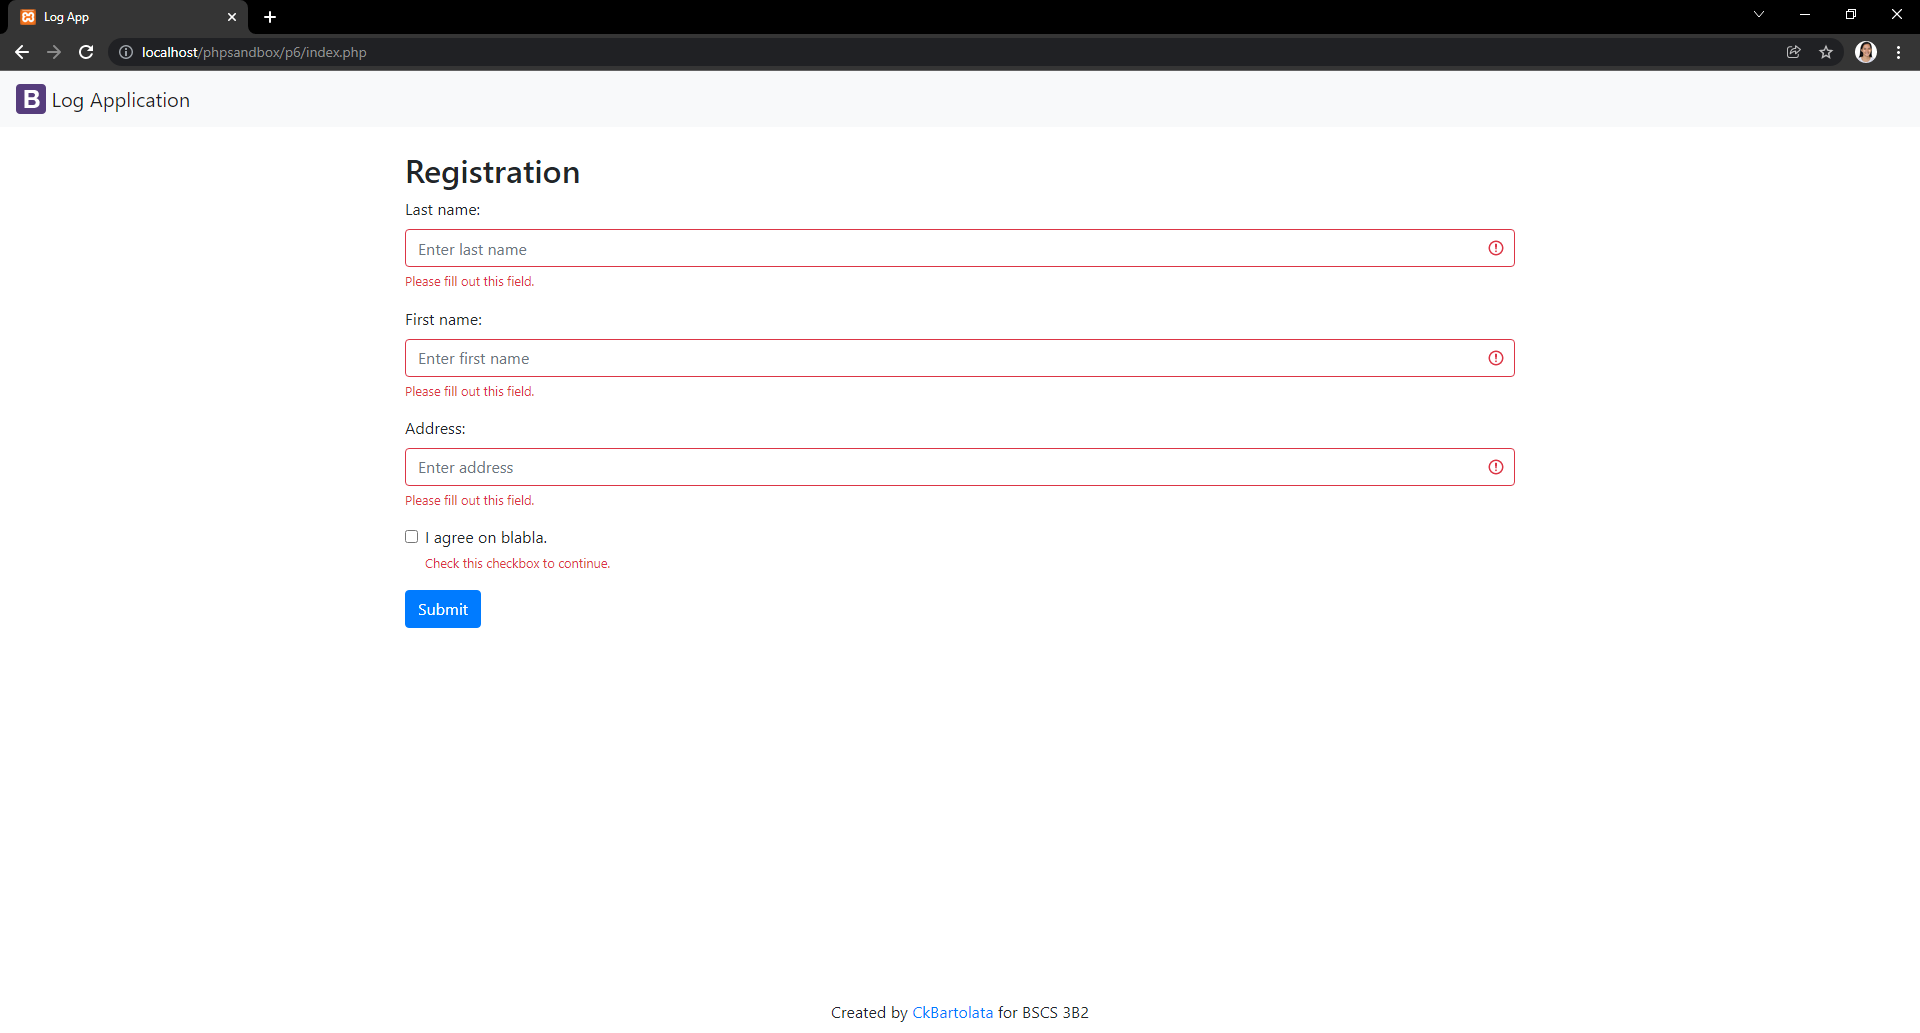 Log App
localhost/phpsandbox/p6/index.php
B Log Application
Registration
Last name:
Enter last name
Please fill out this field.
First name:
Enter first name
Please fill out this field.
Address:
Enter address
Please fill out this field.
I agree on blabla.
Check this checkbox to continue.
Submit
Created by CkBartolata for BSCS 3B2